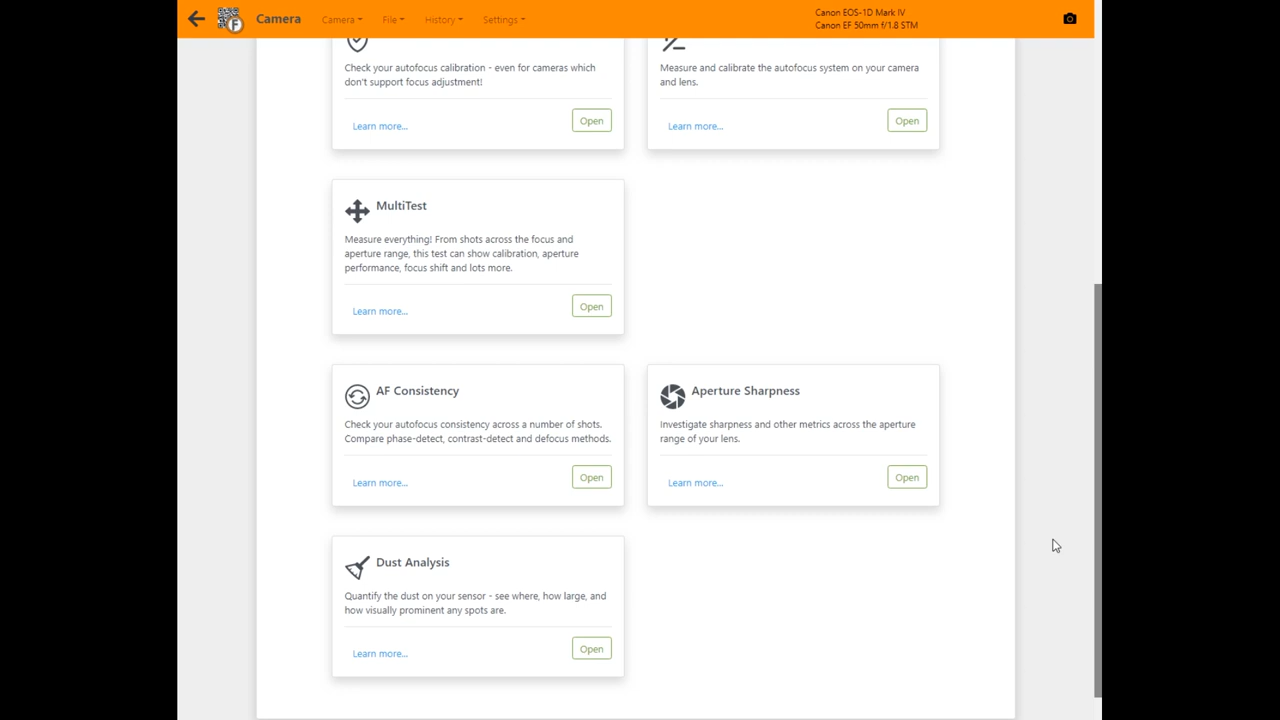 Camera
Camera
File
History
Settings
Canon EOS-1D Mark IV
Canon EF 50mm f/1.8 STM
Check your autofocus calibration - even for cameras which
don't support focus adjustment!
Learn more...
Open
Measure and calibrate the autofocus system on your camera
and lens.
Learn more...
Open
MultiTest
Measure everything! From shots across the focus and
aperture range, this test can show calibration, aperture
performance, focus shift and lots more.
Learn more...
Open
AF Consistency
Check your autofocus consistency across a number of shots.
Compare phase-detect, contrast-detect and defocus methods.
Learn more...
Open
Aperture Sharpness
Investigate sharpness and other metrics across the aperture
range of your lens.
Learn more...
Open
Dust Analysis
Quantify the dust on your sensor - see where, how large, and
how visually prominent any spots are.
Learn more...
Open